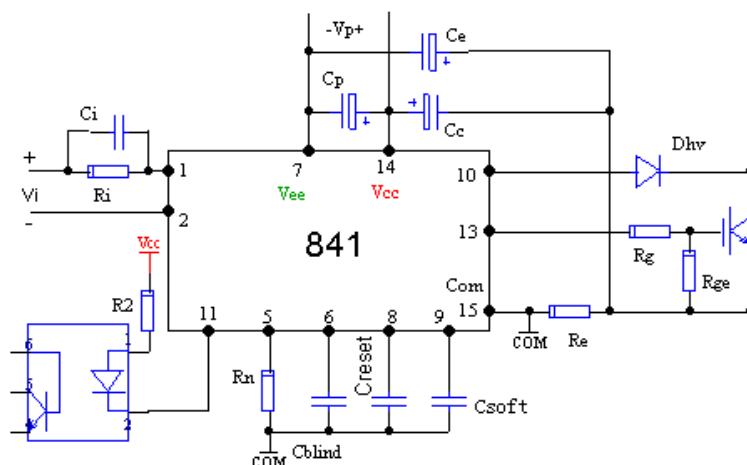 -Vp+
Ce
Cp
Cc
Ci
+
Ri
Vi
-
1
2
7
Vee
14
Vcc
10
Dhv
841
13
Rg
Rge
Com
15
COM
Re
Vcc
R2
11
5
6
8
9
6
5
4
1
2
Rn
Creset
Csoft
Cblind
COM